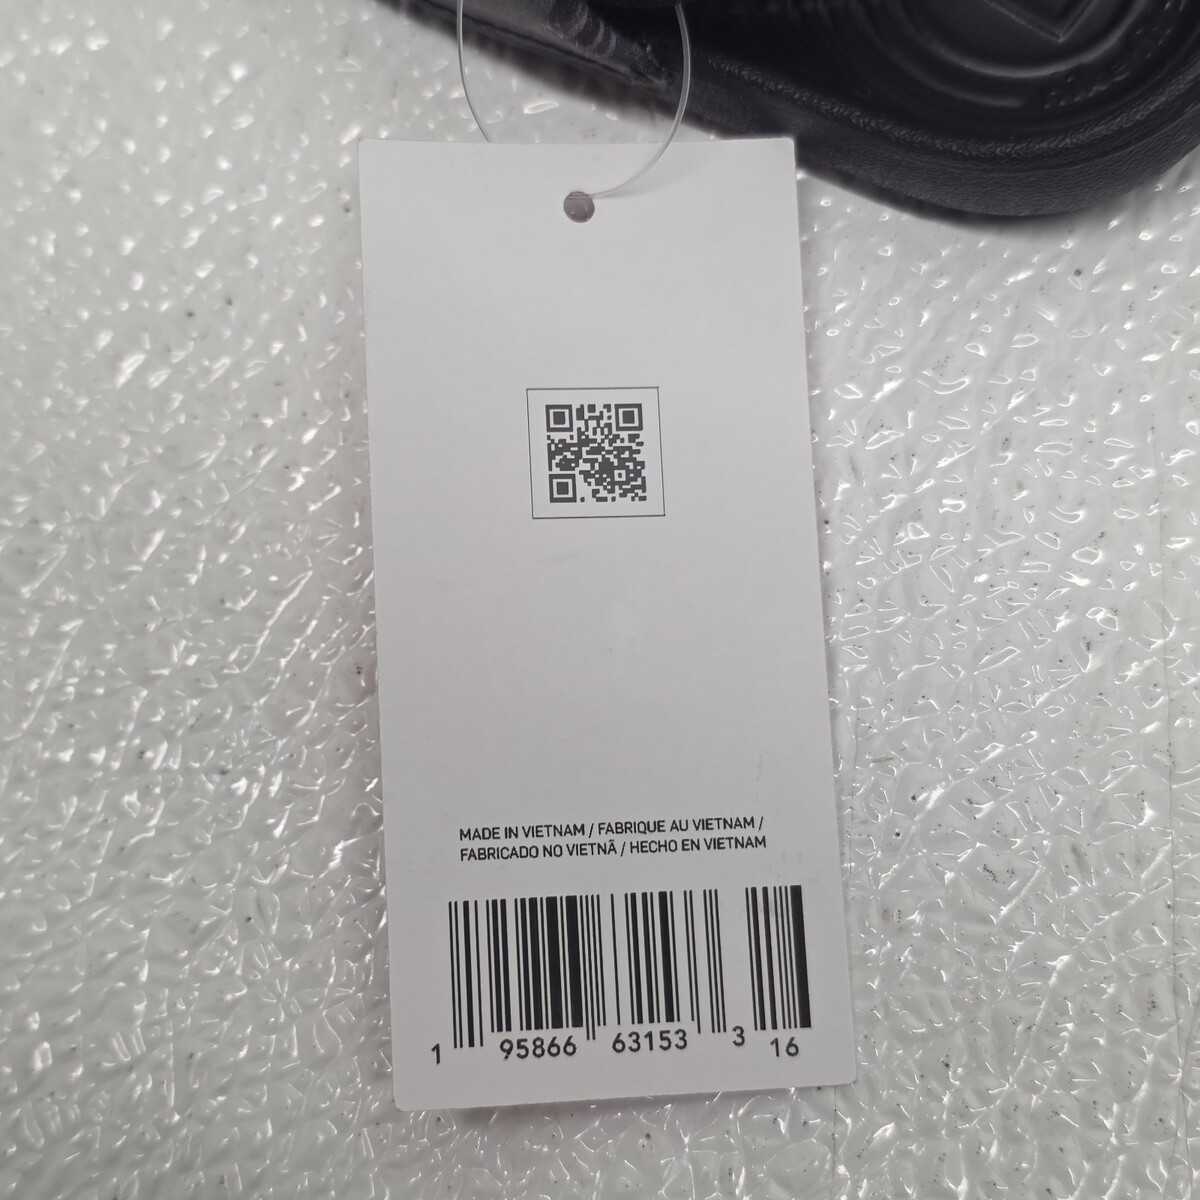 MADE IN VIETNAM / FABRIQUE AU VIETNAM /
FABRICADO NO VIETNÃ / HECHO EN VIETNAM
1 95866 63153 3 16